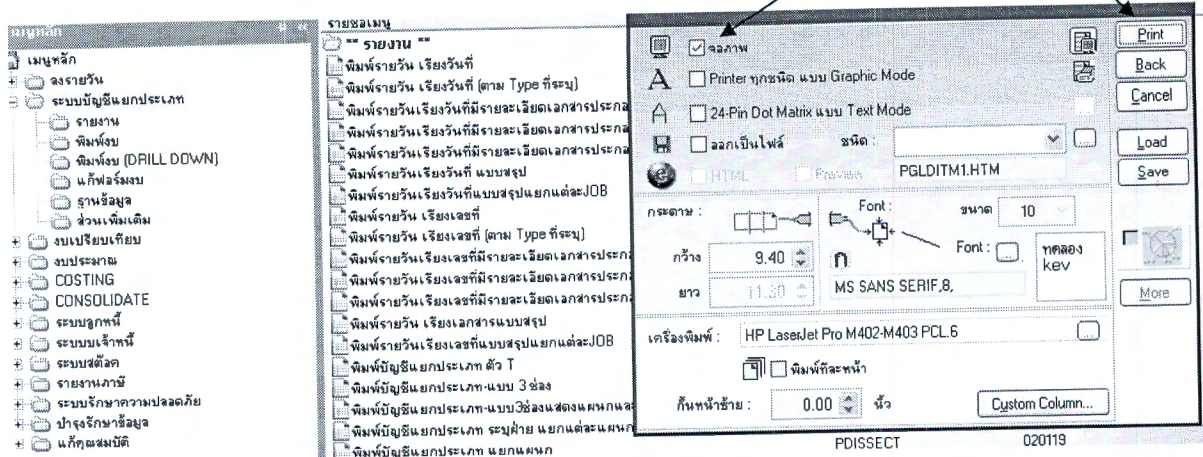 เมนูหลัก
เมนูหลัก
ลงรายวัน
ระบบบัญชีแยกประเภท
รายงาน
พิมพ์งบ
พิมพ์งบ (DRILL DOWN)
แก้ฟอร์มงบ
ฐานข้อมูล
ส่วนเพิ่มเติม
งบเปรียบเทียบ
งบประมาณ
COSTING
CONSOLIDATE
ระบบลูกหนี้
ระบบเจ้าหนี้
ระบบสต๊อค
รายงานภาษี
ระบบรักษาความปลอดภัย
บำรุงรักษาข้อมูล
แก้คุณสมบัติ
รายชื่อเมนู
** รายงาน **
พิมพ์รายวัน เรียงวันที่
พิมพ์รายวัน เรียงวันที่ (ตาม Type ที่ระบุ)
พิมพ์รายวันเรียงวันที่มีรายละเอียดเอกสารประกอ
พิมพ์รายวันเรียงวันที่มีรายละเอียดเอกสารประกอ
พิมพ์รายวันเรียงวันที่มีรายละเอียดเอกสารประกอ
พิมพ์รายวันเรียงวันที่ แบบสรุป
พิมพ์รายวันเรียงวันที่แบบสรุปแยกแต่ละJOB
พิมพ์รายวัน เรียงเลขที่
พิมพ์รายวัน เรียงเลขที่ (ตาม Type ที่ระบุ)
พิมพ์รายวันเรียงเลขที่มีรายละเอียดเอกสารประก
พิมพ์รายวันเรียงเลขที่มีรายละเอียดเอกสารประก
พิมพ์รายวันเรียงเลขที่มีรายละเอียดเอกสารประก
พิมพ์รายวัน เรียงเอกสารแบบสรุป
พิมพ์รายวันเรียงเลขที่แบบสรุปแยกแต่ละJOB
พิมพ์บัญชีแยกประเภท ตัว T
พิมพ์บัญชีแยกประเภท-แบบ 3 ช่อง
พิมพ์บัญชีแยกประเภท-แบบ3ช่องแสดงแผนกและ
พิมพ์บัญชีแยกประเภท ระบุฝ่าย แยกแต่ละแผนก
พิมพ์บัญชีแยกประเภท แยกแผนก
จอภาพ
Printer ทุกชนิด แบบ Graphic Mode
24-Pin Dot Matrix แบบ Text Mode
ออกเป็นไฟล์ ชนิด :
HTML Preview PGLDITM1.HTM
Print
Back
Cancel
Load
Save
More
กระดาษ : Font : ขนาด 10
กว้าง 9.40 Font : ... ทดลอง
kev
ยาว 11.30 MS SANS SERIF,8,
เครื่องพิมพ์ : HP LaserJet Pro M402-M403 PCL.6
พิมพ์ทีละหน้า
กั้นหน้าซ้าย : 0.00 นิ้ว Custom Column...
PDISSECT 020119